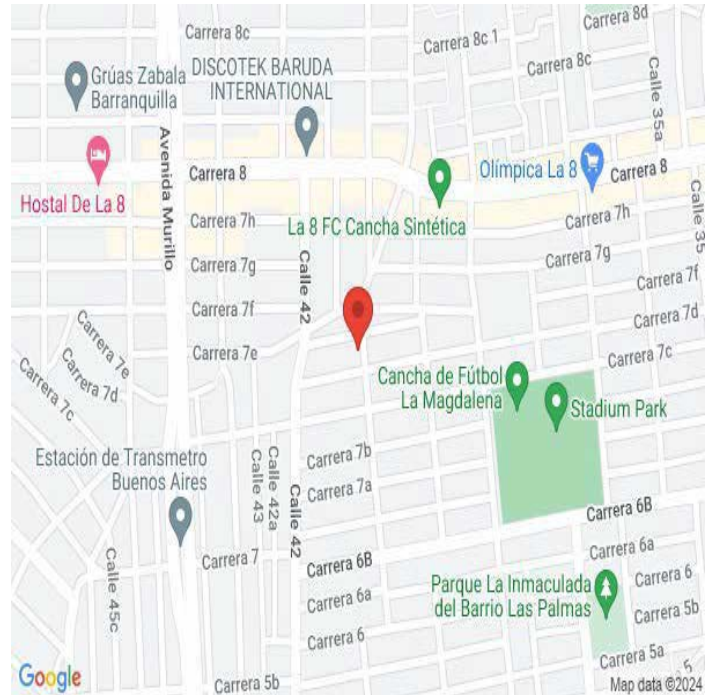 Carrera 8c
Carrera 8c 1
Carrera 8d
Carrera 8c
Grúas Zabala
Barranquilla
DISCOTEK BARUDA
INTERNATIONAL
Calle 35a
Avenida Murillo
Hostal De La 8
Carrera 8
Olímpica La 8
Carrera 8
La 8 FC Cancha Sintética
Carrera 7h
Carrera 7h
Calle 35
Carrera 7g
Calle 42
Carrera 7g
Carrera 7f
Carrera 7f
Carrera 7d
Carrera 7e
Carrera 7e
Carrera 7d
Carrera 7c
Carrera 7c
Cancha de Fútbol
La Magdalena
Stadium Park
Estación de Transmetro
Buenos Aires
Calle 43
Calle 42a
Calle 42
Carrera 7b
Carrera 7a
Carrera 6B
Carrera 7
Carrera 6B
Calle 45c
Carrera 6a
Carrera 6a
Parque La Inmaculada
del Barrio Las Palmas
Carrera 6
Carrera 5b
Carrera 6
Carrera 5a
5
Carrera 5b
Google
Map data ©2024